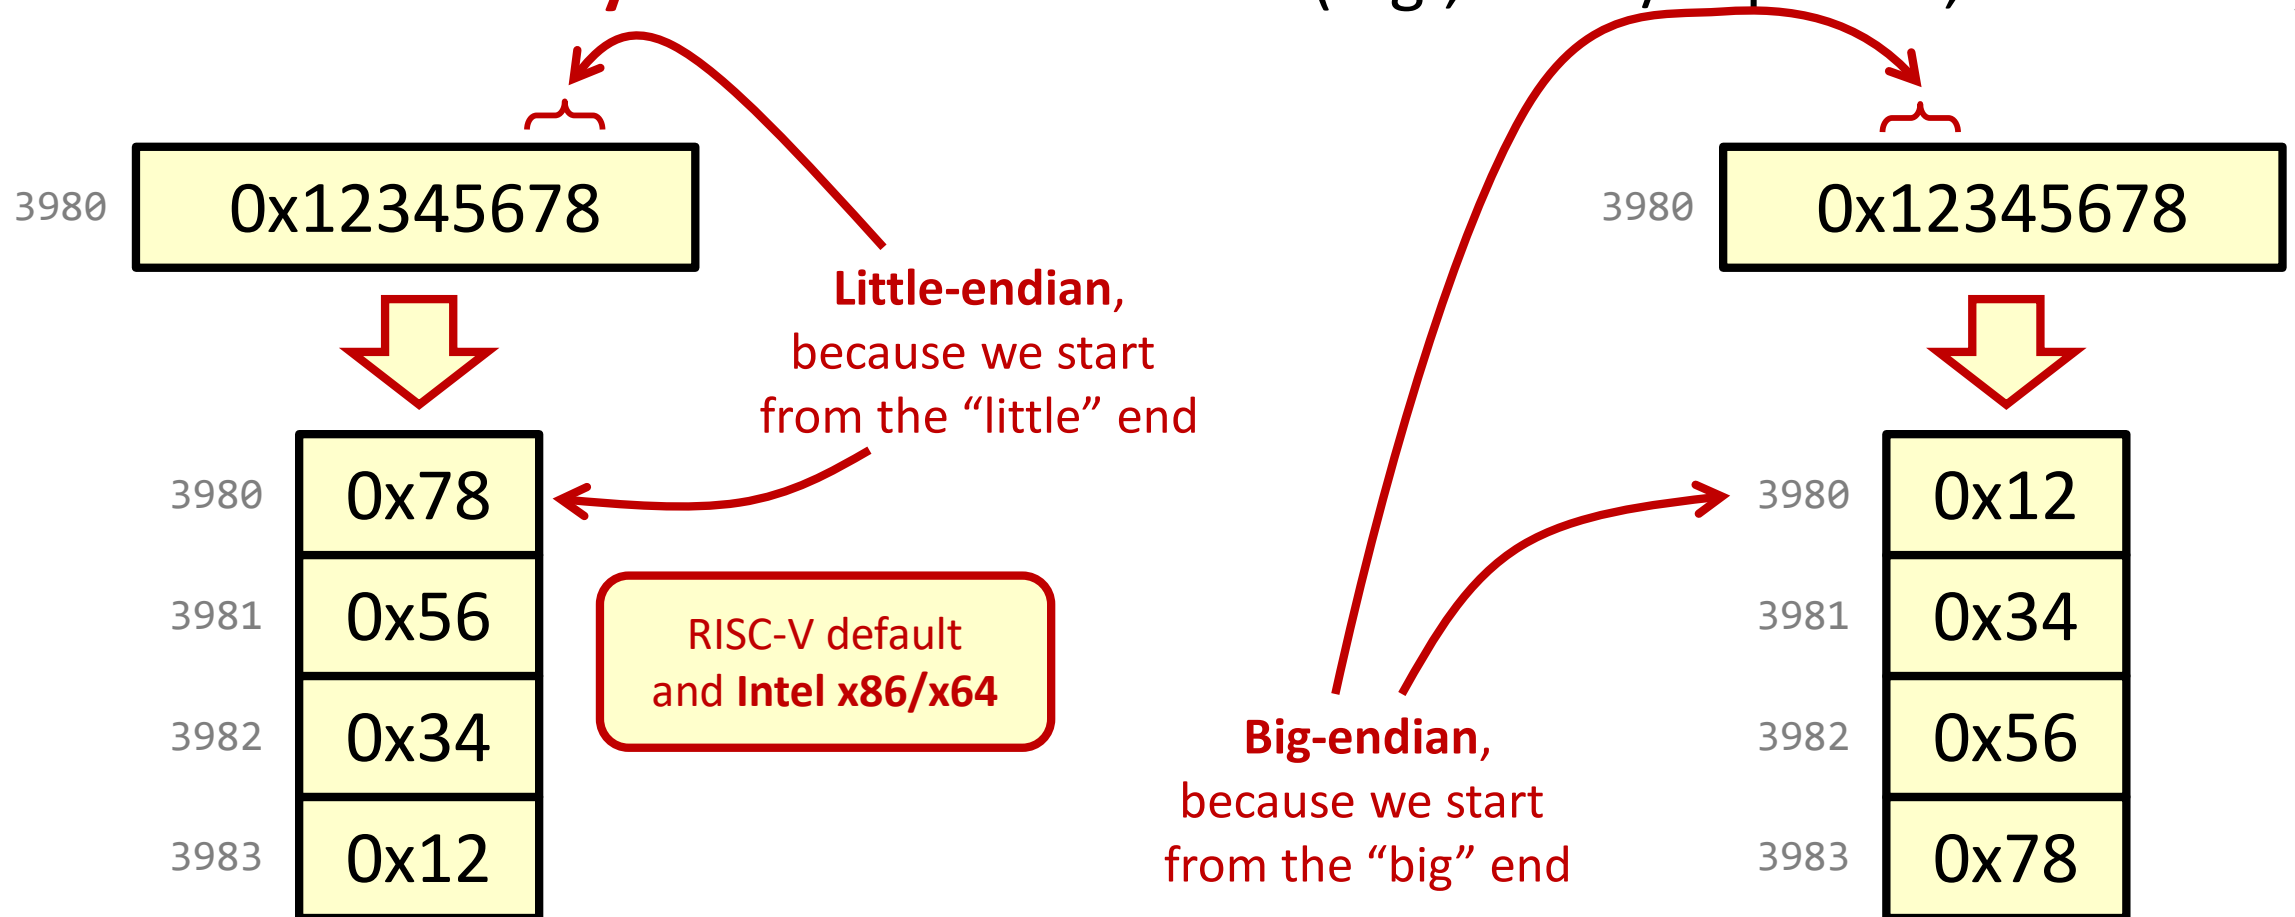 3980
0x12345678
Little-endian,
because we start
from the “little” end
3980
0x78
3981
0x56
3982
0x34
3983
0x12
RISC-V default
and Intel x86/x64
3980
0x12345678
Big-endian,
because we start
from the “big” end
3980
0x12
3981
0x34
3982
0x56
3983
0x78